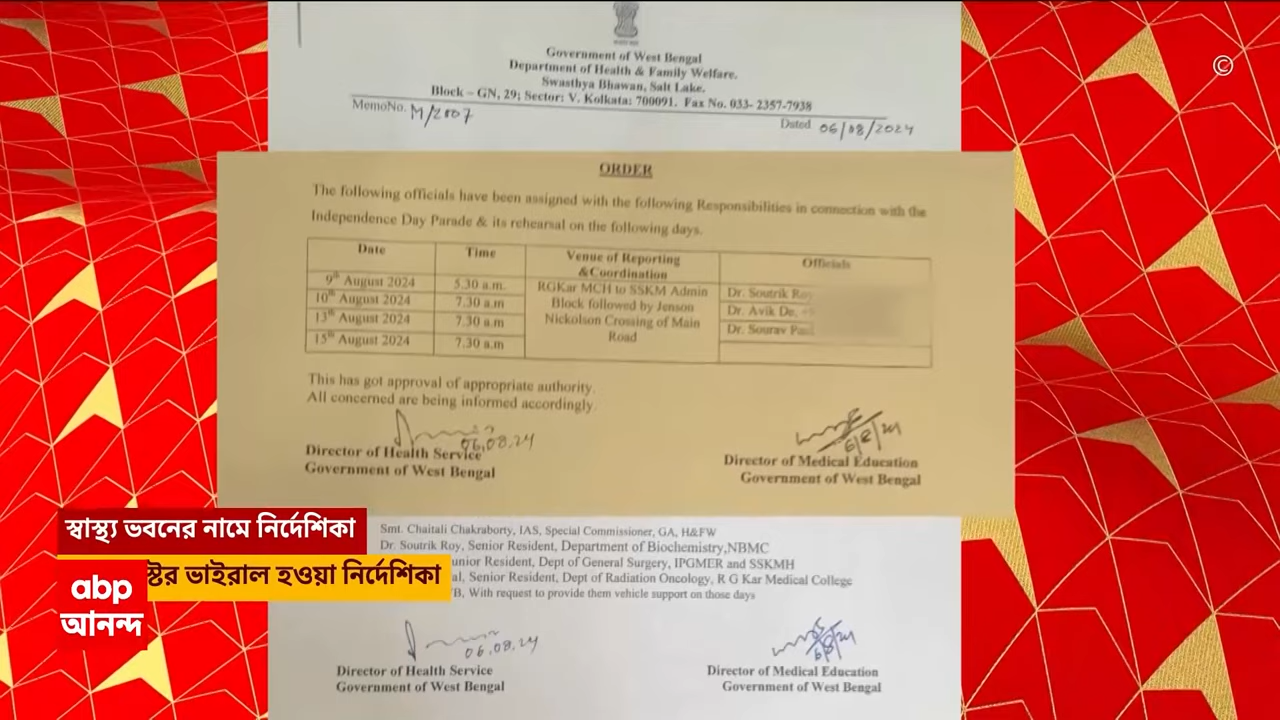 ©
Government of West Bengal
Department of Health & Family Welfare.
Swasthya Bhawan, Salt Lake.
Block – GN, 29; Sector: V. Kolkata: 700091. Fax No. 033- 2357-7938
MemoNo. M/2007
Dated 06/08/2024
ORDER
The following officials have been assigned with the following Responsibilities in connection with the
Independence Day Parade & its rehearsal on the following days.
Date Time Venue of Reporting &Coordination Officials
9th August 2024 5.30 a.m. RGKar MCH to SSKM Admin Dr. Soutrik Roy
10th August 2024 7.30 a.m Block followed by Jenson Dr. Avik De,
13th August 2024 7.30 a.m Nickolson Crossing of Main Dr. Sourav Paul
15th August 2024 7.30 a.m Road
This has got approval of appropriate authority.
All concerned are being informed accordingly.
06.08.24
6/8/24
Director of Health Service
Government of West Bengal
Director of Medical Education
Government of West Bengal
স্বাস্থ্য ভবনের নামে নির্দেশিকা
স্টের ভাইরাল হওয়া নির্দেশিকা
abp
আনন্দ
Smt. Chaitali Chakraborty, IAS, Special Commissioner, GA, H&FW
Dr. Soutrik Roy, Senior Resident, Department of Biochemistry,NBMC
unior Resident, Dept of General Surgery, IPGMER and SSKMH
al, Senior Resident, Dept of Radiation Oncology, R G Kar Medical College
B, With request to provide them vehicle support on those days
06.08.24
6/8/24
Director of Health Service
Government of West Bengal
Director of Medical Education
Government of West Bengal